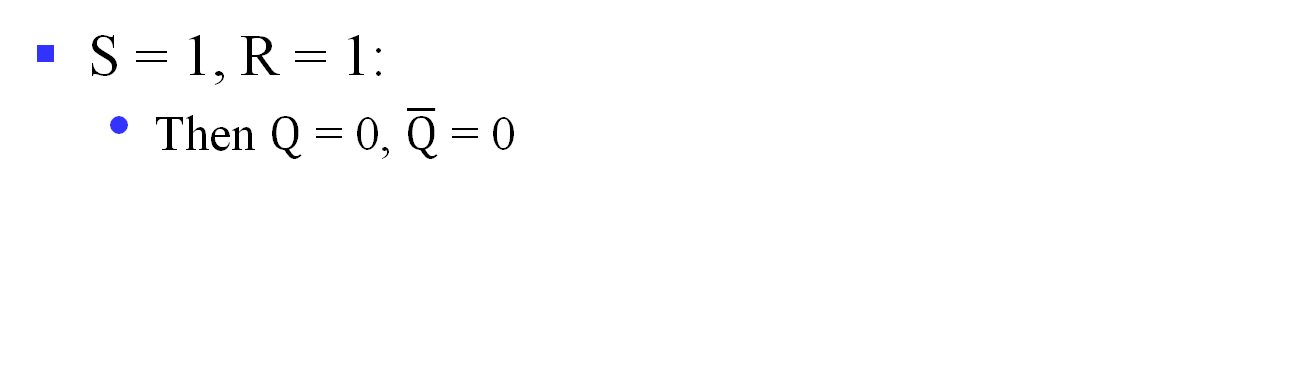 S = 1, R = 1:
Then Q = 0, Q̅ = 0